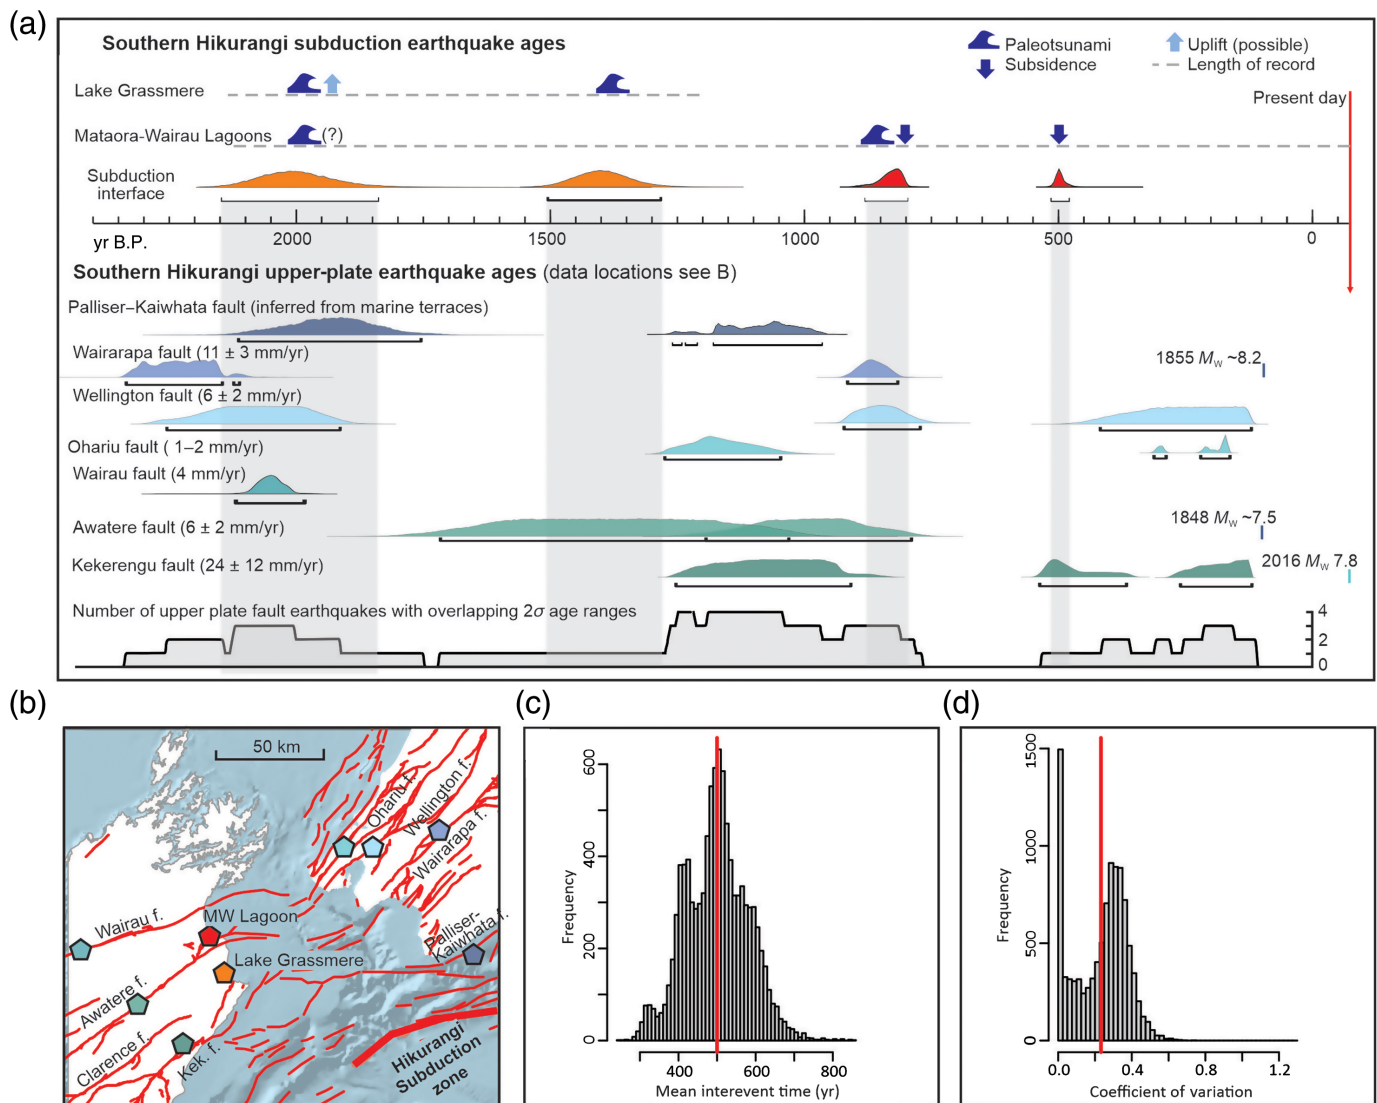 (a)
Southern Hikurangi subduction earthquake ages
Paleotsunami
Uplift (possible)
Subsidence
Length of record
Lake Grassmere
Present day
Mataora-Wairau Lagoons
(?)
Subduction
interface
yr B.P.
2000
1500
1000
500
0
Southern Hikurangi upper-plate earthquake ages (data locations see B)
Palliser–Kaiwhata fault (inferred from marine terraces)
Wairarapa fault (11 ± 3 mm/yr)
1855 Mw ~8.2
Wellington fault (6 ± 2 mm/yr)
Ohariu fault ( 1–2 mm/yr)
Wairau fault (4 mm/yr)
Awatere fault (6 ± 2 mm/yr)
1848 Mw ~7.5
Kekerengu fault (24 ± 12 mm/yr)
2016 Mw 7.8
Number of upper plate fault earthquakes with overlapping 2σ age ranges
4
2
0
(b)
50 km
Ohariu f.
Wellington f.
Wairarapa f.
Wairau f.
MW Lagoon
Palliser-
Kaiwhata f.
Lake Grassmere
Awatere f.
Clarence f.
Kek. f.
Hikurangi
Subduction
zone
(c)
Frequency
600
400
200
0
400
600
800
Mean interevent time (yr)
(d)
Frequency
1500
1000
500
0
0.0
0.4
0.8
1.2
Coefficient of variation